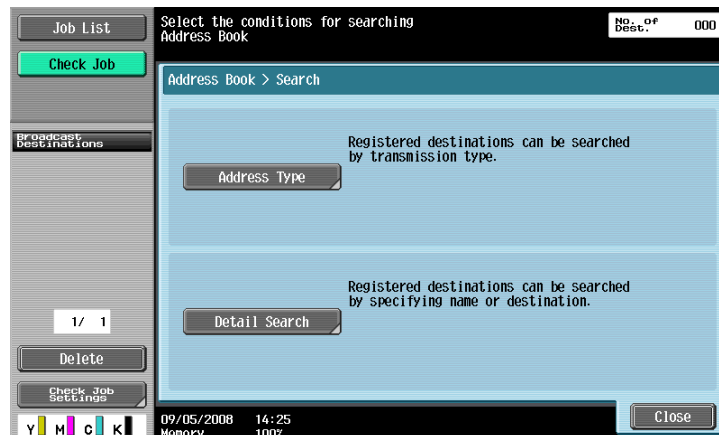 Job List
Check Job
Broadcast
Destinations
1/ 1
Delete
Check Job
Settings
Y M C K
Select the conditions for searching
Address Book
No. of
Dest. 000
Address Book > Search
Registered destinations can be searched
by transmission type.
Address Type
Registered destinations can be searched
by specifying name or destination.
Detail Search
Close
09/05/2008 14:25
Memory 100%